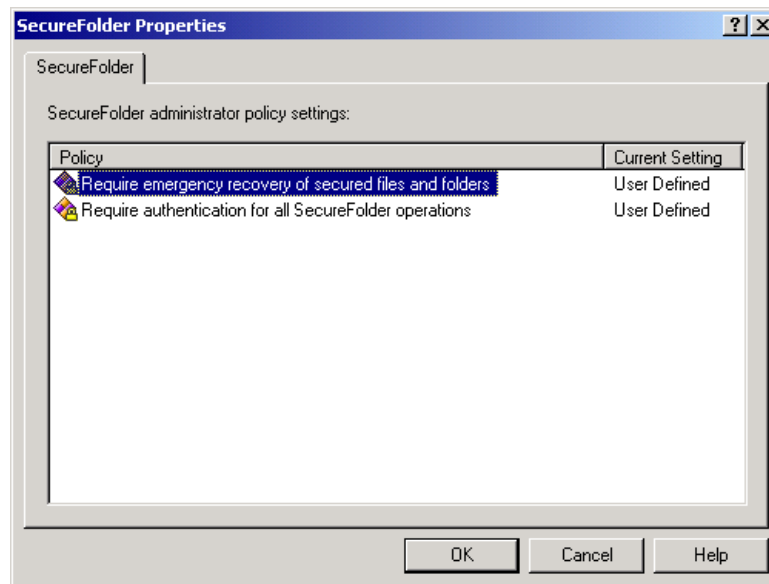 SecureFolder Properties
SecureFolder
SecureFolder administrator policy settings:
Policy Current Setting
Require emergency recovery of secured files and folders User Defined
Require authentication for all SecureFolder operations User Defined
OK Cancel Help